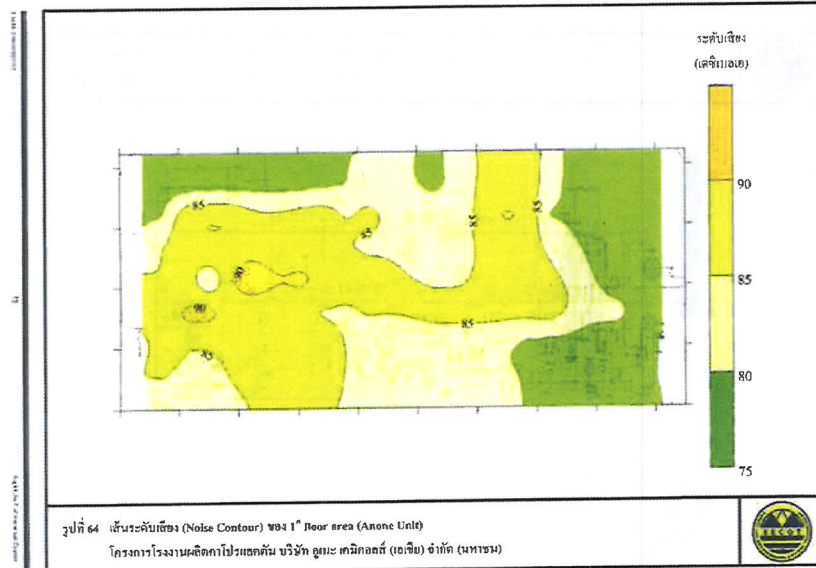 ระดับเสียง
(เดซิเบลเอ)
90
85
80
75
85
85
85
85
90
90
85
85
รูปที่ 64 เส้นระดับเสียง (Noise Contour) ของ 1" floor area (Anone Unit)
โครงการโรงงานผลิตคาโปรแลคตัม บริษัท อูเบะ เคมิคอลส์ (เอเชีย) จำกัด (มหาชน)
SECOT